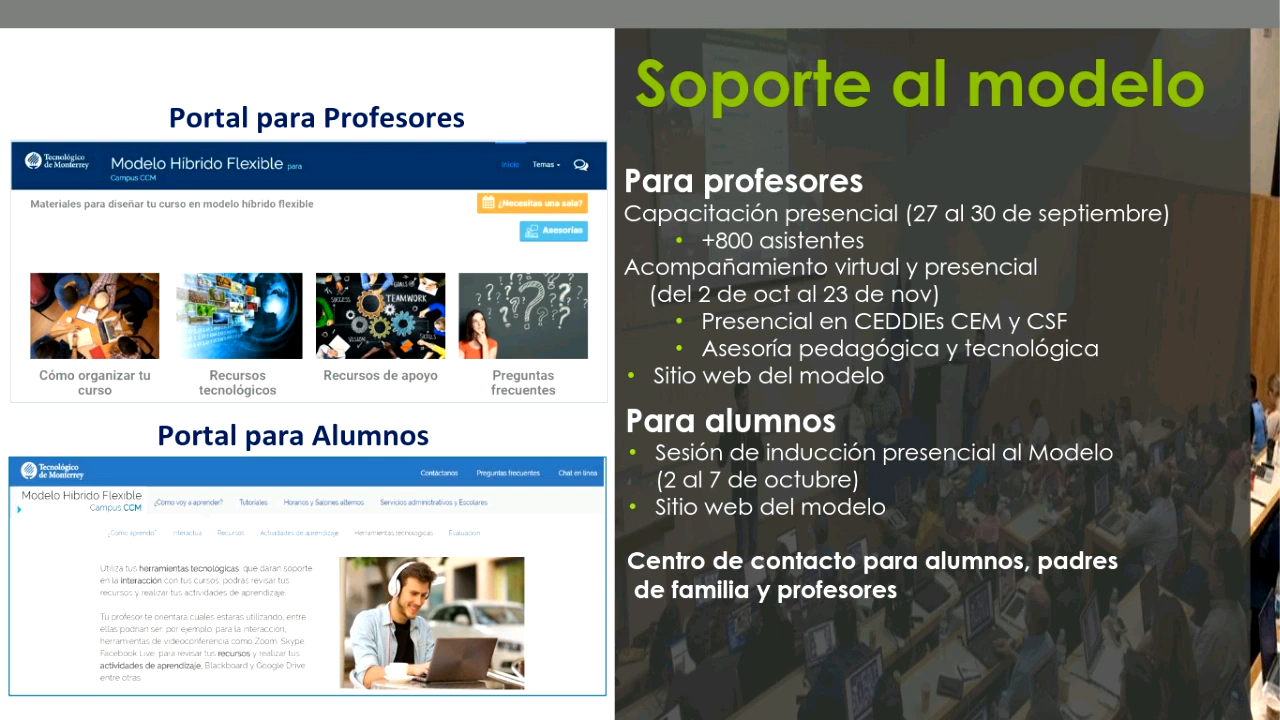 Portal para Profesores
Tecnológico
de Monterrey
Modelo Híbrido Flexible para
Campus CCM
Inicio
Temas
Materiales para diseñar tu curso en modelo híbrido flexible
¿Necesitas una sala?
Asesorías
SUCCESS
GOALS
TEAMWORK
VISION
SKILLS
Cómo organizar tu
curso
Recursos
tecnológicos
Recursos de apoyo
Preguntas
frecuentes
Portal para Alumnos
Tecnológico
de Monterrey
Contáctanos
Preguntas frecuentes
Chat en línea
Modelo Híbrido Flexible
Campus CCM
¿Cómo voy a aprender?
Tutoriales
Horarios y Salones alternos
Servicios administrativos y Escolares
¿Cómo aprendo?
Interactúa
Recursos
Actividades de aprendizaje
Herramientas tecnológicas
Evaluación
Utiliza tus herramientas tecnológicas, que darán soporte
en la interacción con tus cursos, podrás revisar tus
recursos y realizar tus actividades de aprendizaje.
Tu profesor te orientará cuáles estarás utilizando, entre
ellas podrían ser, por ejemplo: para la interacción,
herramientas de videoconferencia como Zoom, Skype,
Facebook Live; para revisar tus recursos y realizar tus
actividades de aprendizaje, Blackboard y Google Drive
entre otras.
Soporte al modelo
Para profesores
Capacitación presencial (27 al 30 de septiembre)
• +800 asistentes
Acompañamiento virtual y presencial
(del 2 de oct al 23 de nov)
• Presencial en CEDDIEs CEM y CSF
• Asesoría pedagógica y tecnológica
• Sitio web del modelo
Para alumnos
• Sesión de inducción presencial al Modelo
(2 al 7 de octubre)
• Sitio web del modelo
Centro de contacto para alumnos, padres
de familia y profesores